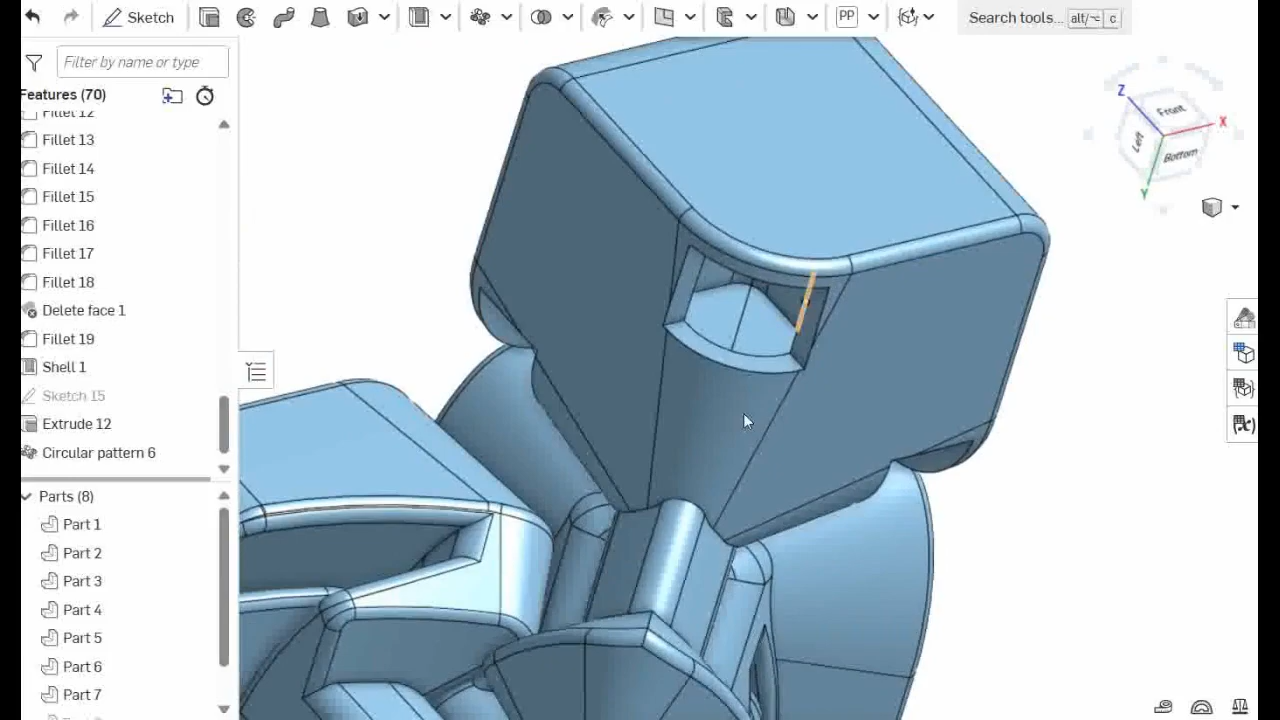 Sketch
PP
Search tools... alt/⌥ c
Filter by name or type
Features (70)
Fillet 12
Fillet 13
Fillet 14
Fillet 15
Fillet 16
Fillet 17
Fillet 18
Delete face 1
Fillet 19
Shell 1
Sketch 15
Extrude 12
Circular pattern 6
Parts (8)
Part 1
Part 2
Part 3
Part 4
Part 5
Part 6
Part 7
Z
Front
X
Left
Bottom
Y
(x)